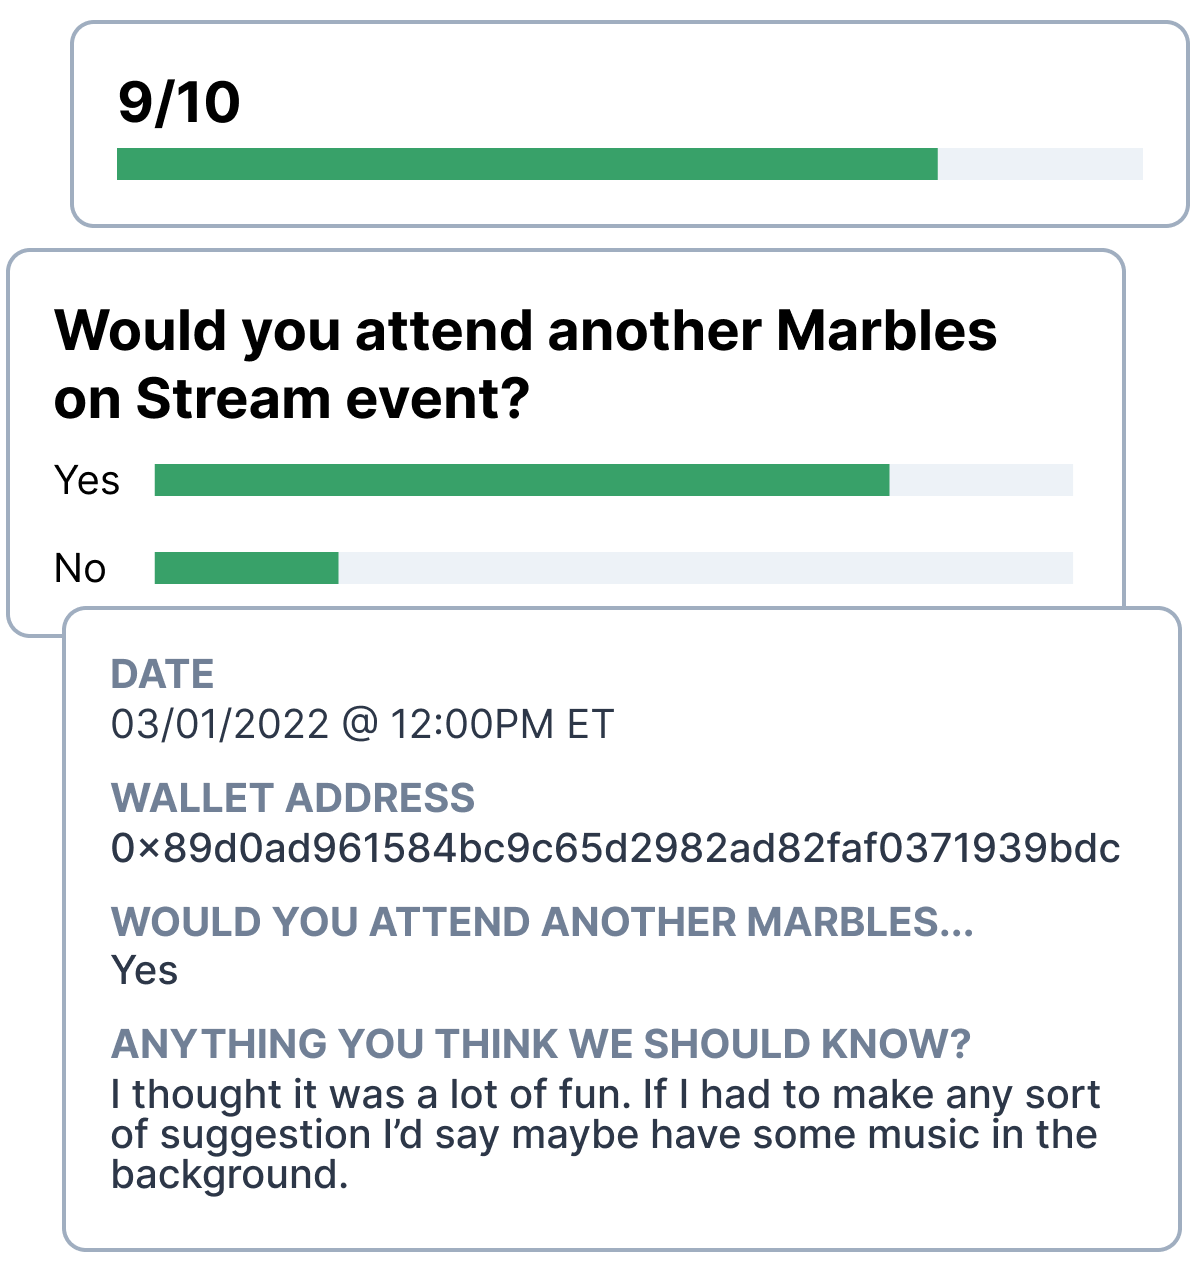 9/10
Would you attend another Marbles
on Stream event?
Yes
No
DATE
03/01/2022 @ 12:00PM ET
WALLET ADDRESS
0×89d0ad961584bc9c65d2982ad82faf0371939bdc
WOULD YOU ATTEND ANOTHER MARBLES...
Yes
ANYTHING YOU THINK WE SHOULD KNOW?
I thought it was a lot of fun. If I had to make any sort
of suggestion I’d say maybe have some music in the
background.